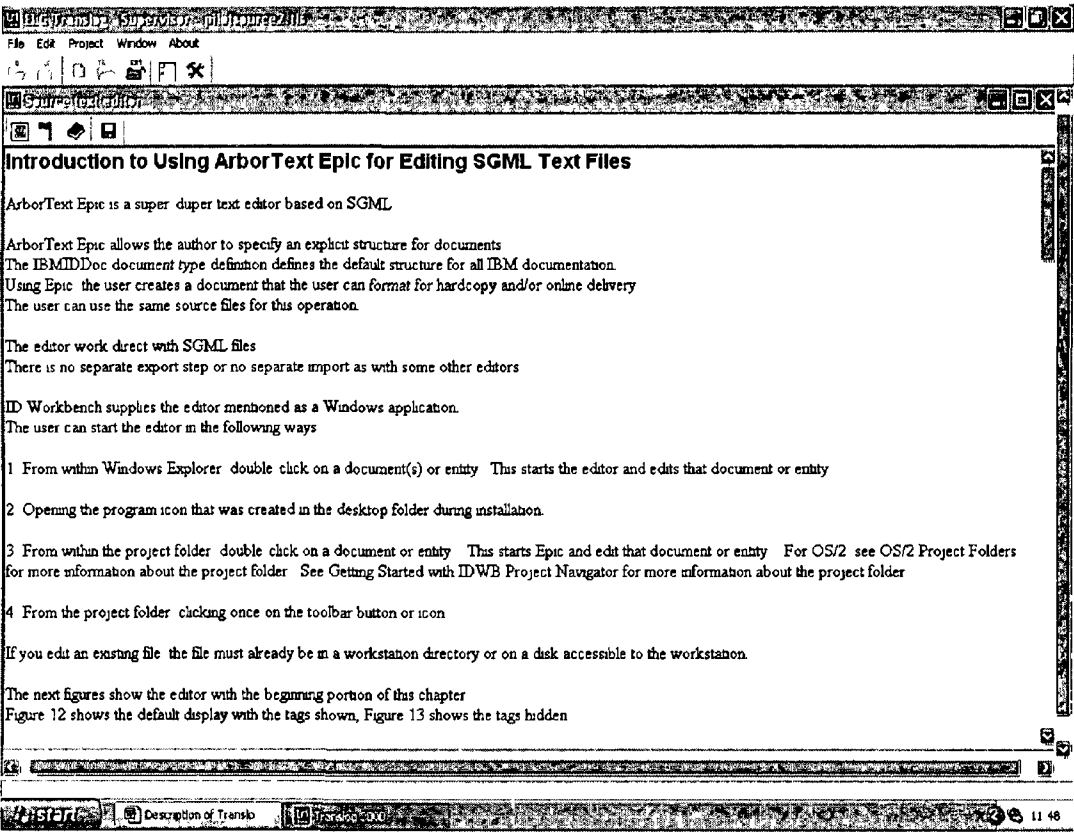 Translog Supervisor
File Edit Project Window About
Source text editor
Introduction to Using ArborText Epic for Editing SGML Text Files
ArborText Epic is a super duper text editor based on SGML
ArborText Epic allows the author to specify an explicit structure for documents
The IBMIDDoc document type definition defines the default structure for all IBM documentation.
Using Epic the user creates a document that the user can format for hardcopy and/or online delivery
The user can use the same source files for this operation.
The editor work direct with SGML files
There is no separate export step or no separate import as with some other editors
ID Workbench supplies the editor mentioned as a Windows application.
The user can start the editor in the following ways
1 From within Windows Explorer double click on a document(s) or entity This starts the editor and edits that document or entity
2 Opening the program icon that was created in the desktop folder during installation.
3 From within the project folder double click on a document or entity This starts Epic and edit that document or entity For OS/2 see OS/2 Project Folders
for more information about the project folder See Getting Started with IDWB Project Navigator for more information about the project folder
4 From the project folder clicking once on the toolbar button or icon
If you edit an existing file the file must already be in a workstation directory or on a disk accessible to the workstation.
The next figures show the editor with the beginning portion of this chapter
Figure 12 shows the default display with the tags shown, Figure 13 shows the tags hidden
start Description of Translo Translog 2000 11 48